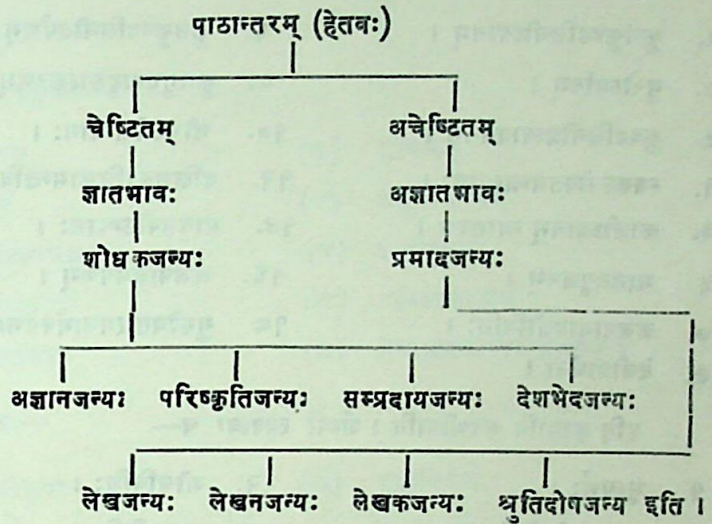 पाठान्तरम् (हेतवः)
चेष्टितम् अचेष्टितम्
ज्ञातभावः अज्ञातभावः
शोधकजन्यः प्रमादजन्यः
अज्ञानजन्यः परिष्कृतिजन्यः सम्प्रदायजन्यः देशभेदजन्यः
लेखजन्यः लेखनजन्यः लेखकजन्यः श्रुतिदोषजन्य इति ।